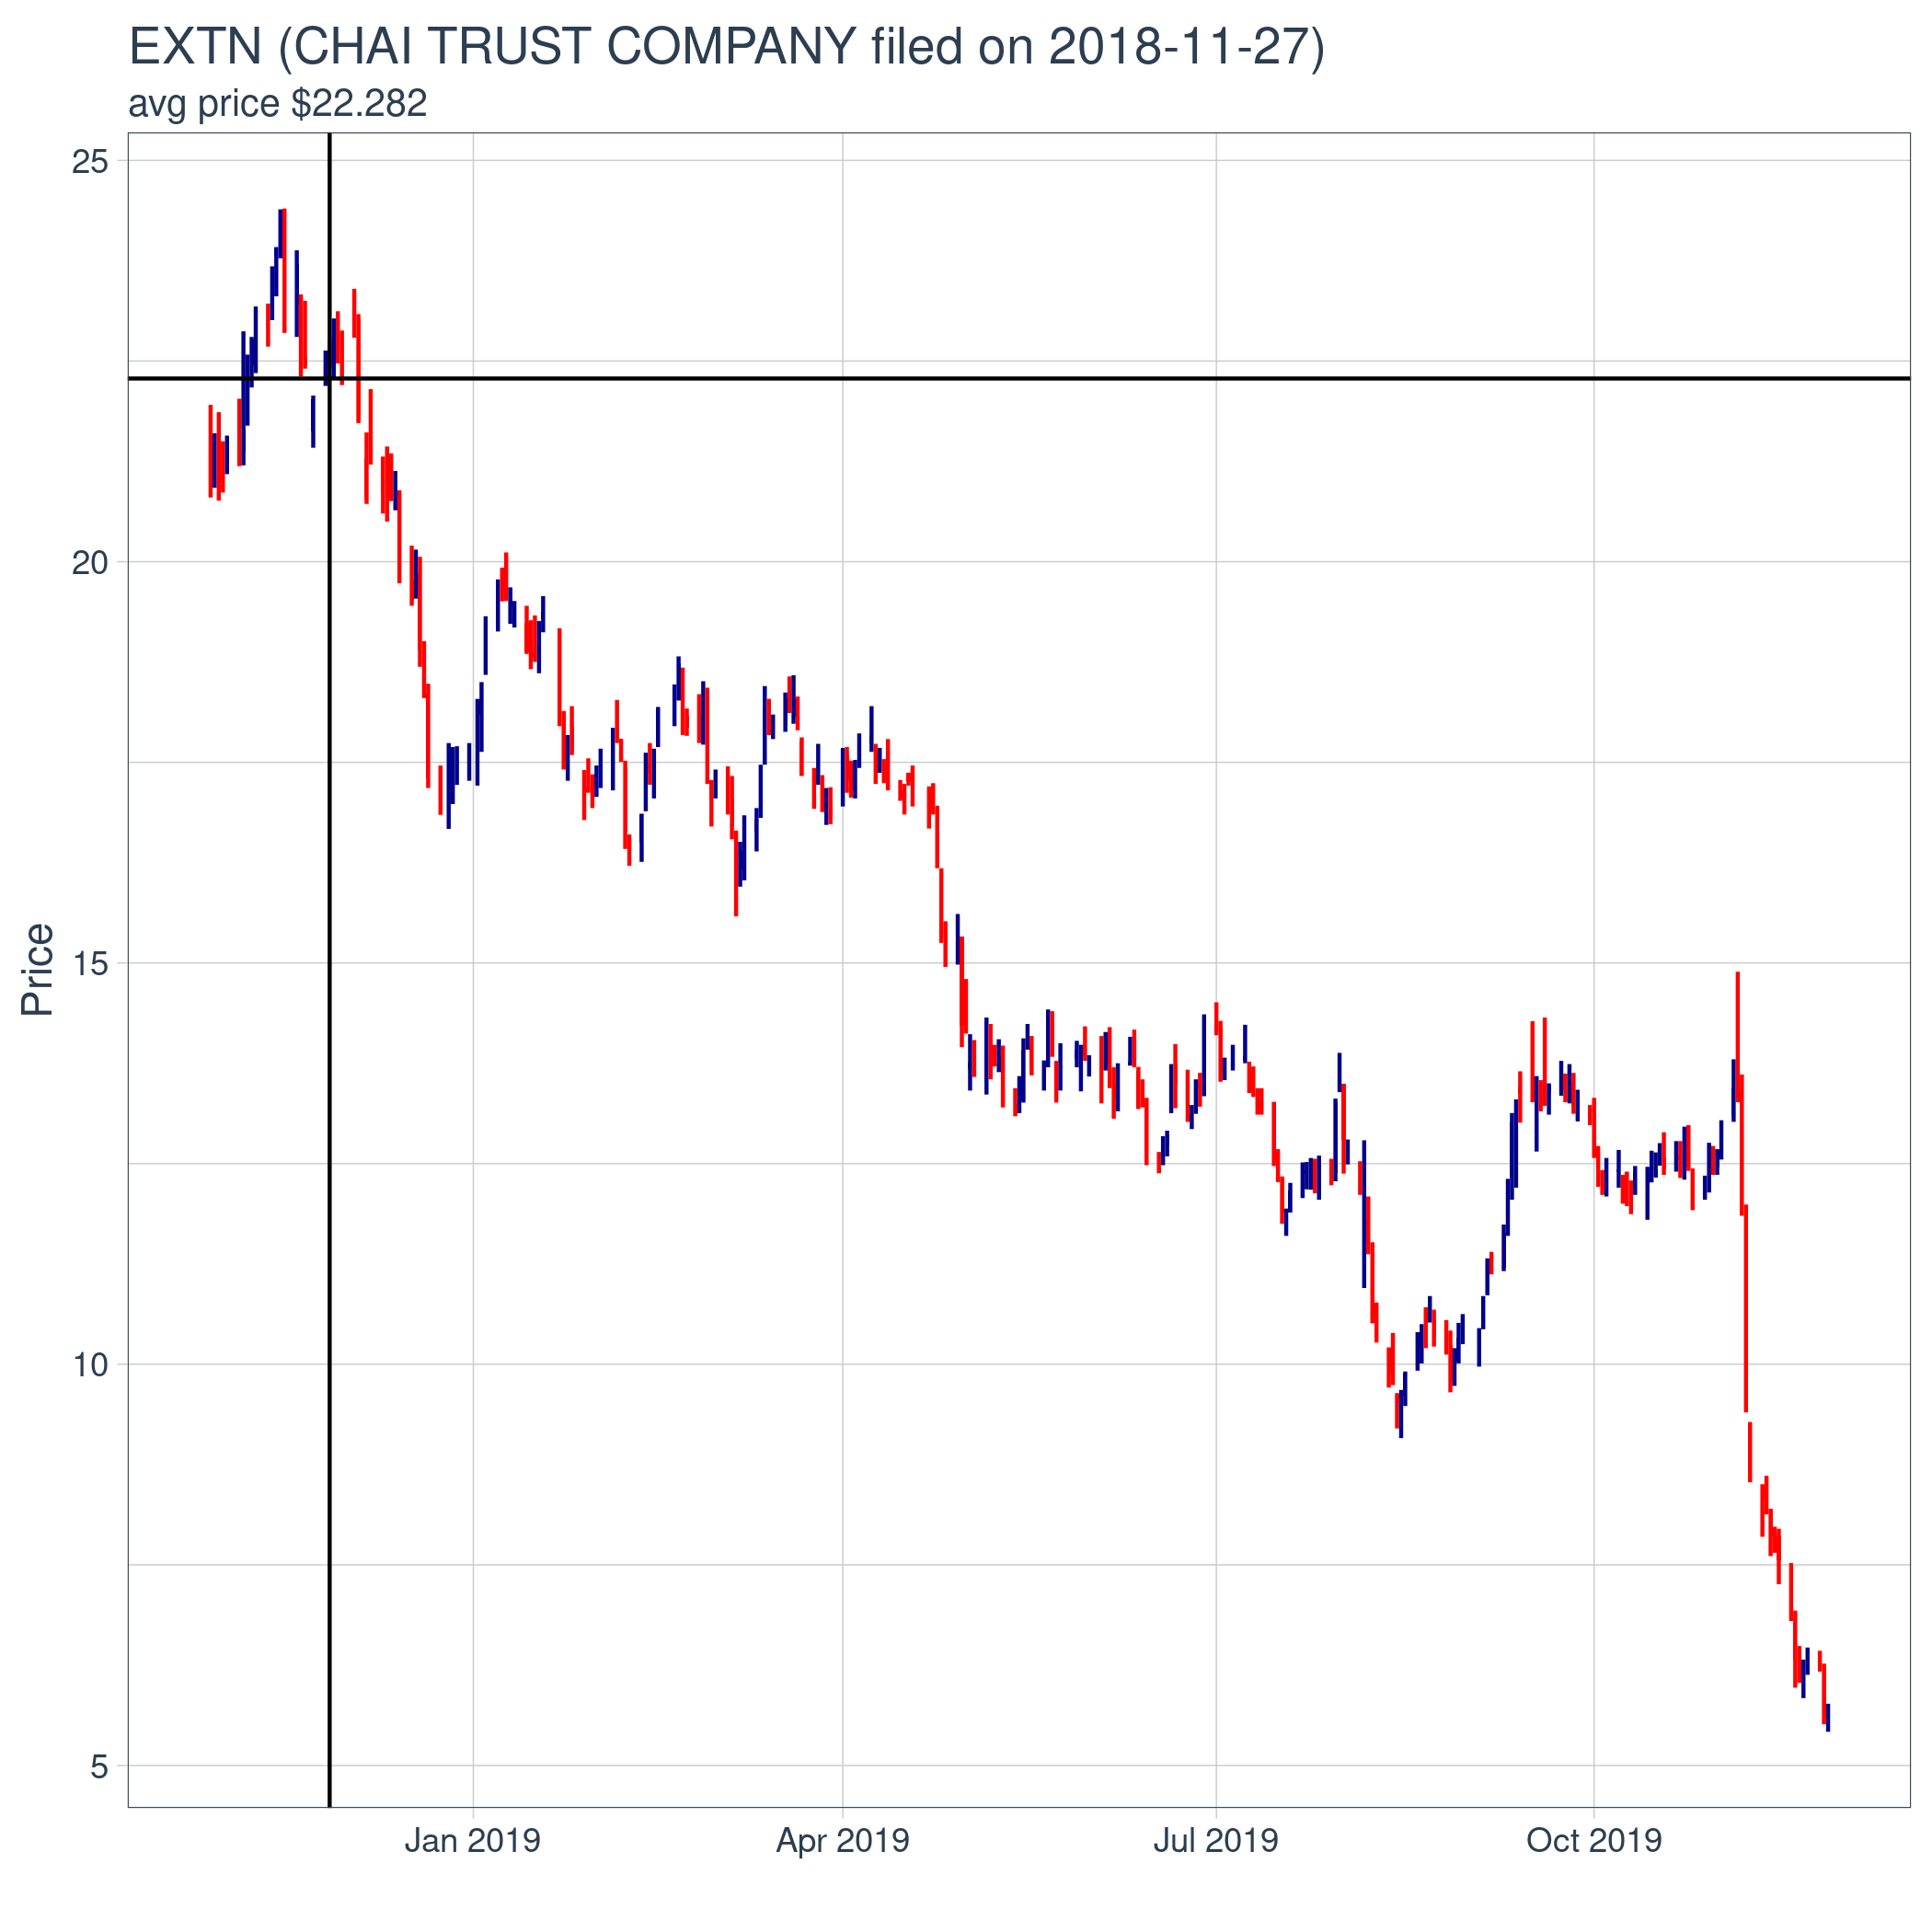 EXTN (CHAI TRUST COMPANY filed on 2018-11-27)
avg price $22.282
25
20
15
10
5
Price
Jan 2019
Apr 2019
Jul 2019
Oct 2019